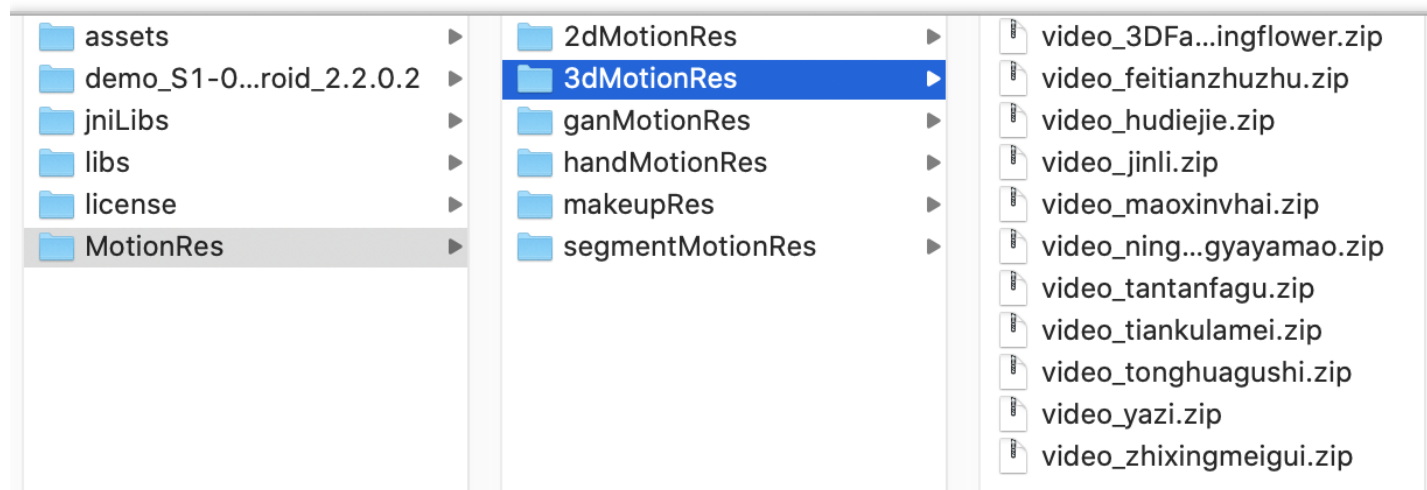 assets
demo_S1-0...roid_2.2.0.2
jniLibs
libs
license
MotionRes
2dMotionRes
3dMotionRes
ganMotionRes
handMotionRes
makeupRes
segmentMotionRes
video_3DFa...ingflower.zip
video_feitianzhuzhu.zip
video_hudiejie.zip
video_jinli.zip
video_maoxinvhai.zip
video_ning...gyayamao.zip
video_tantanfagu.zip
video_tiankulamei.zip
video_tonghuagushi.zip
video_yazi.zip
video_zhixingmeigui.zip